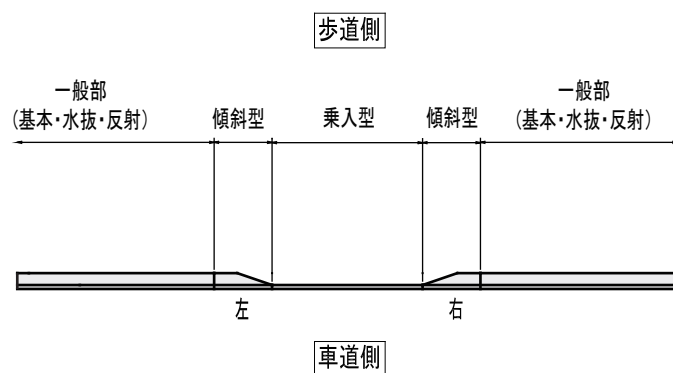 歩道側
一般部
(基本・水抜・反射)
傾斜型
乗入型
傾斜型
一般部
(基本・水抜・反射)
左
右
車道側